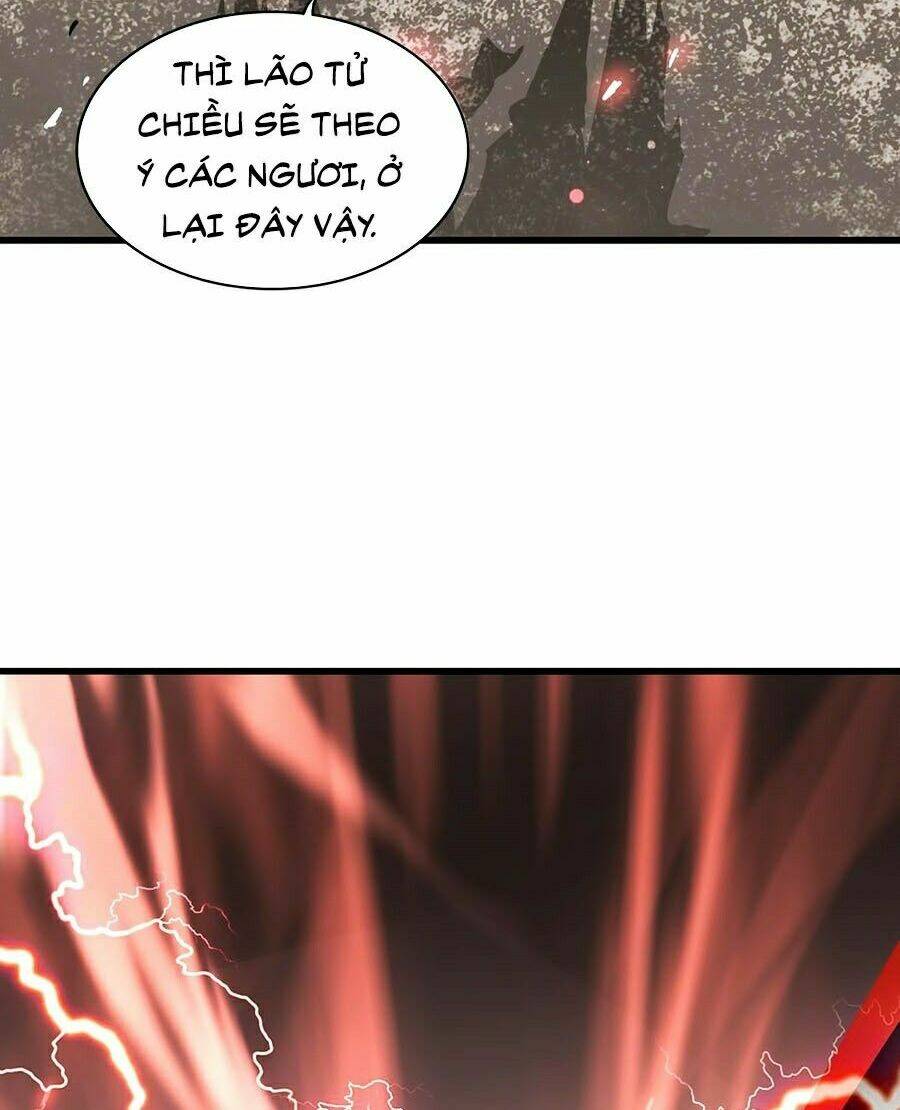 THÌ LÃO TỬ
CHIỀU SẼ THEO
Ý CÁC NGƯƠI, Ở
LẠI ĐÂY VẬY.